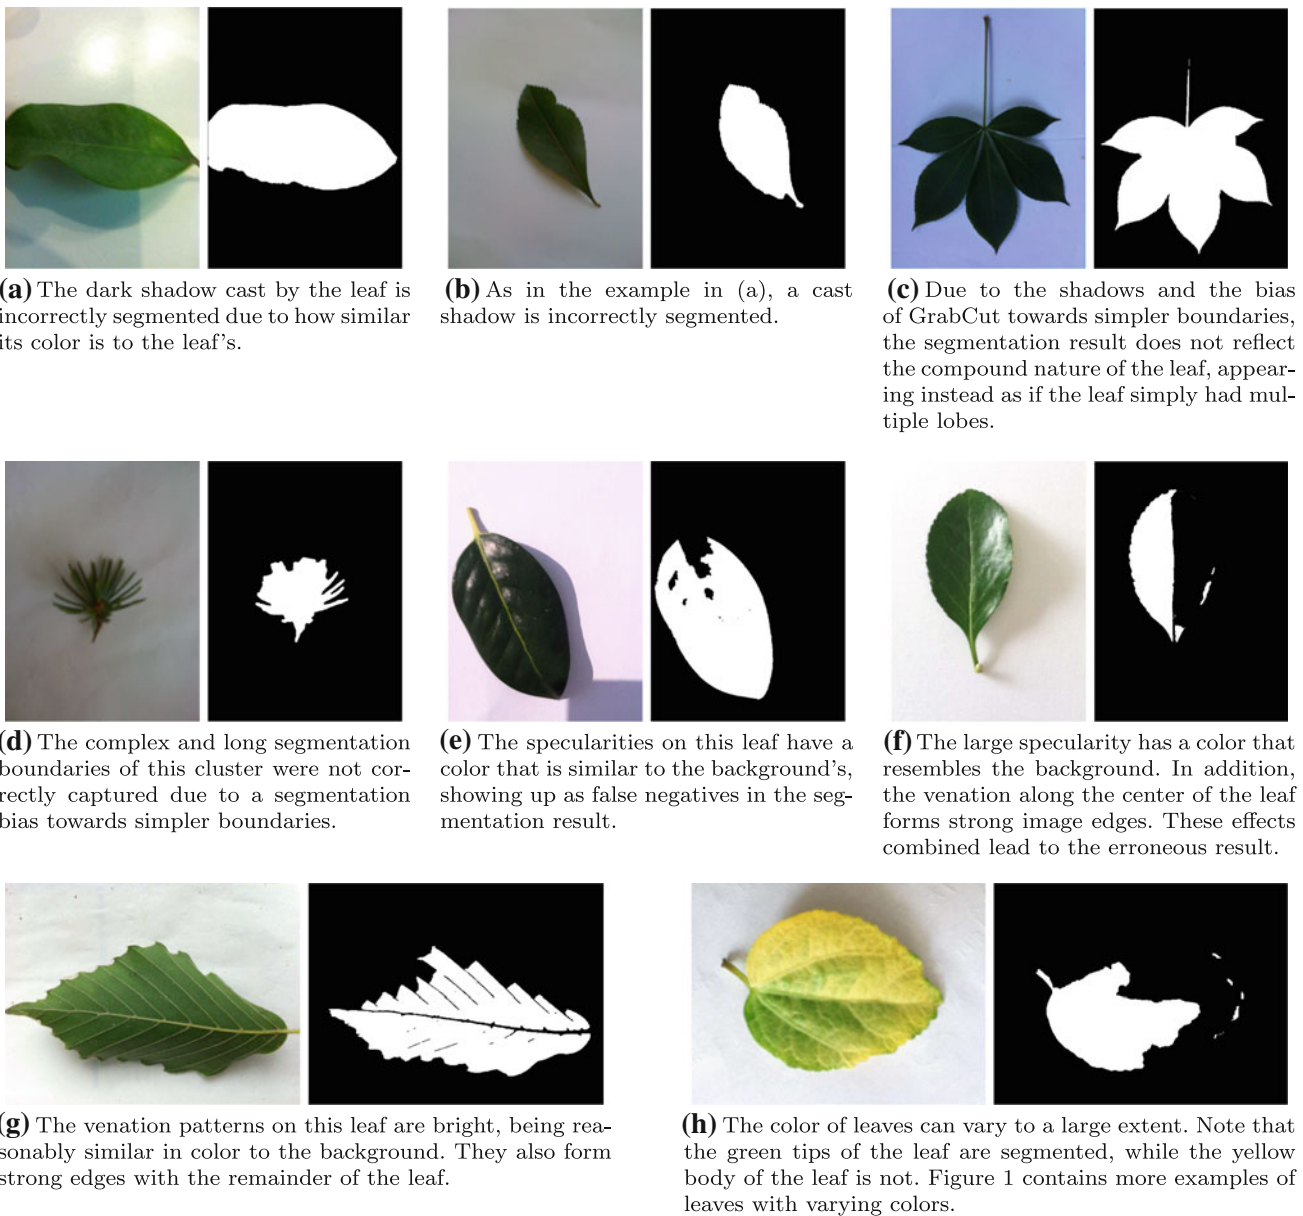 (a) The dark shadow cast by the leaf is
incorrectly segmented due to how similar
its color is to the leaf's.
(b) As in the example in (a), a cast
shadow is incorrectly segmented.
(c) Due to the shadows and the bias
of GrabCut towards simpler boundaries,
the segmentation result does not reflect
the compound nature of the leaf, appear-
ing instead as if the leaf simply had mul-
tiple lobes.
(d) The complex and long segmentation
boundaries of this cluster were not cor-
rectly captured due to a segmentation
bias towards simpler boundaries.
(e) The specularities on this leaf have a
color that is similar to the background's,
showing up as false negatives in the seg-
mentation result.
(f) The large specularity has a color that
resembles the background. In addition,
the venation along the center of the leaf
forms strong image edges. These effects
combined lead to the erroneous result.
(g) The venation patterns on this leaf are bright, being rea-
sonably similar in color to the background. They also form
strong edges with the remainder of the leaf.
(h) The color of leaves can vary to a large extent. Note that
the green tips of the leaf are segmented, while the yellow
body of the leaf is not. Figure 1 contains more examples of
leaves with varying colors.